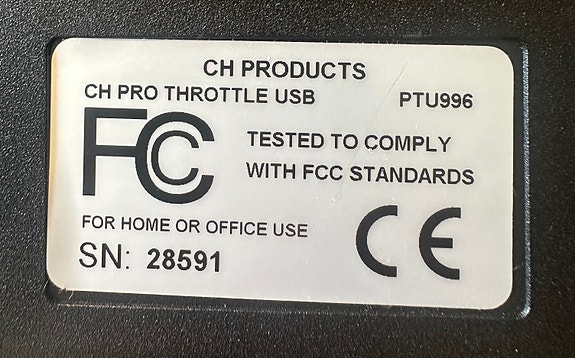 CH PRODUCTS
CH PRO THROTTLE USB PTU996
FC
TESTED TO COMPLY
WITH FCC STANDARDS
FOR HOME OR OFFICE USE
SN: 28591
CE